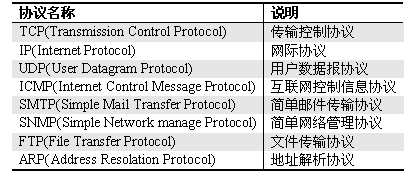 协议名称 说明
TCP(Transmission Control Protocol) 传输控制协议
IP(Internet Protocol) 网际协议
UDP(User Datagram Protocol) 用户数据报协议
ICMP(Internet Control Message Protocol) 互联网控制信息协议
SMTP(Simple Mail Transfer Protocol) 简单邮件传输协议
SNMP(Simple Network manage Protocol) 简单网络管理协议
FTP(File Transfer Protocol) 文件传输协议
ARP(Address Resolation Protocol) 地址解析协议